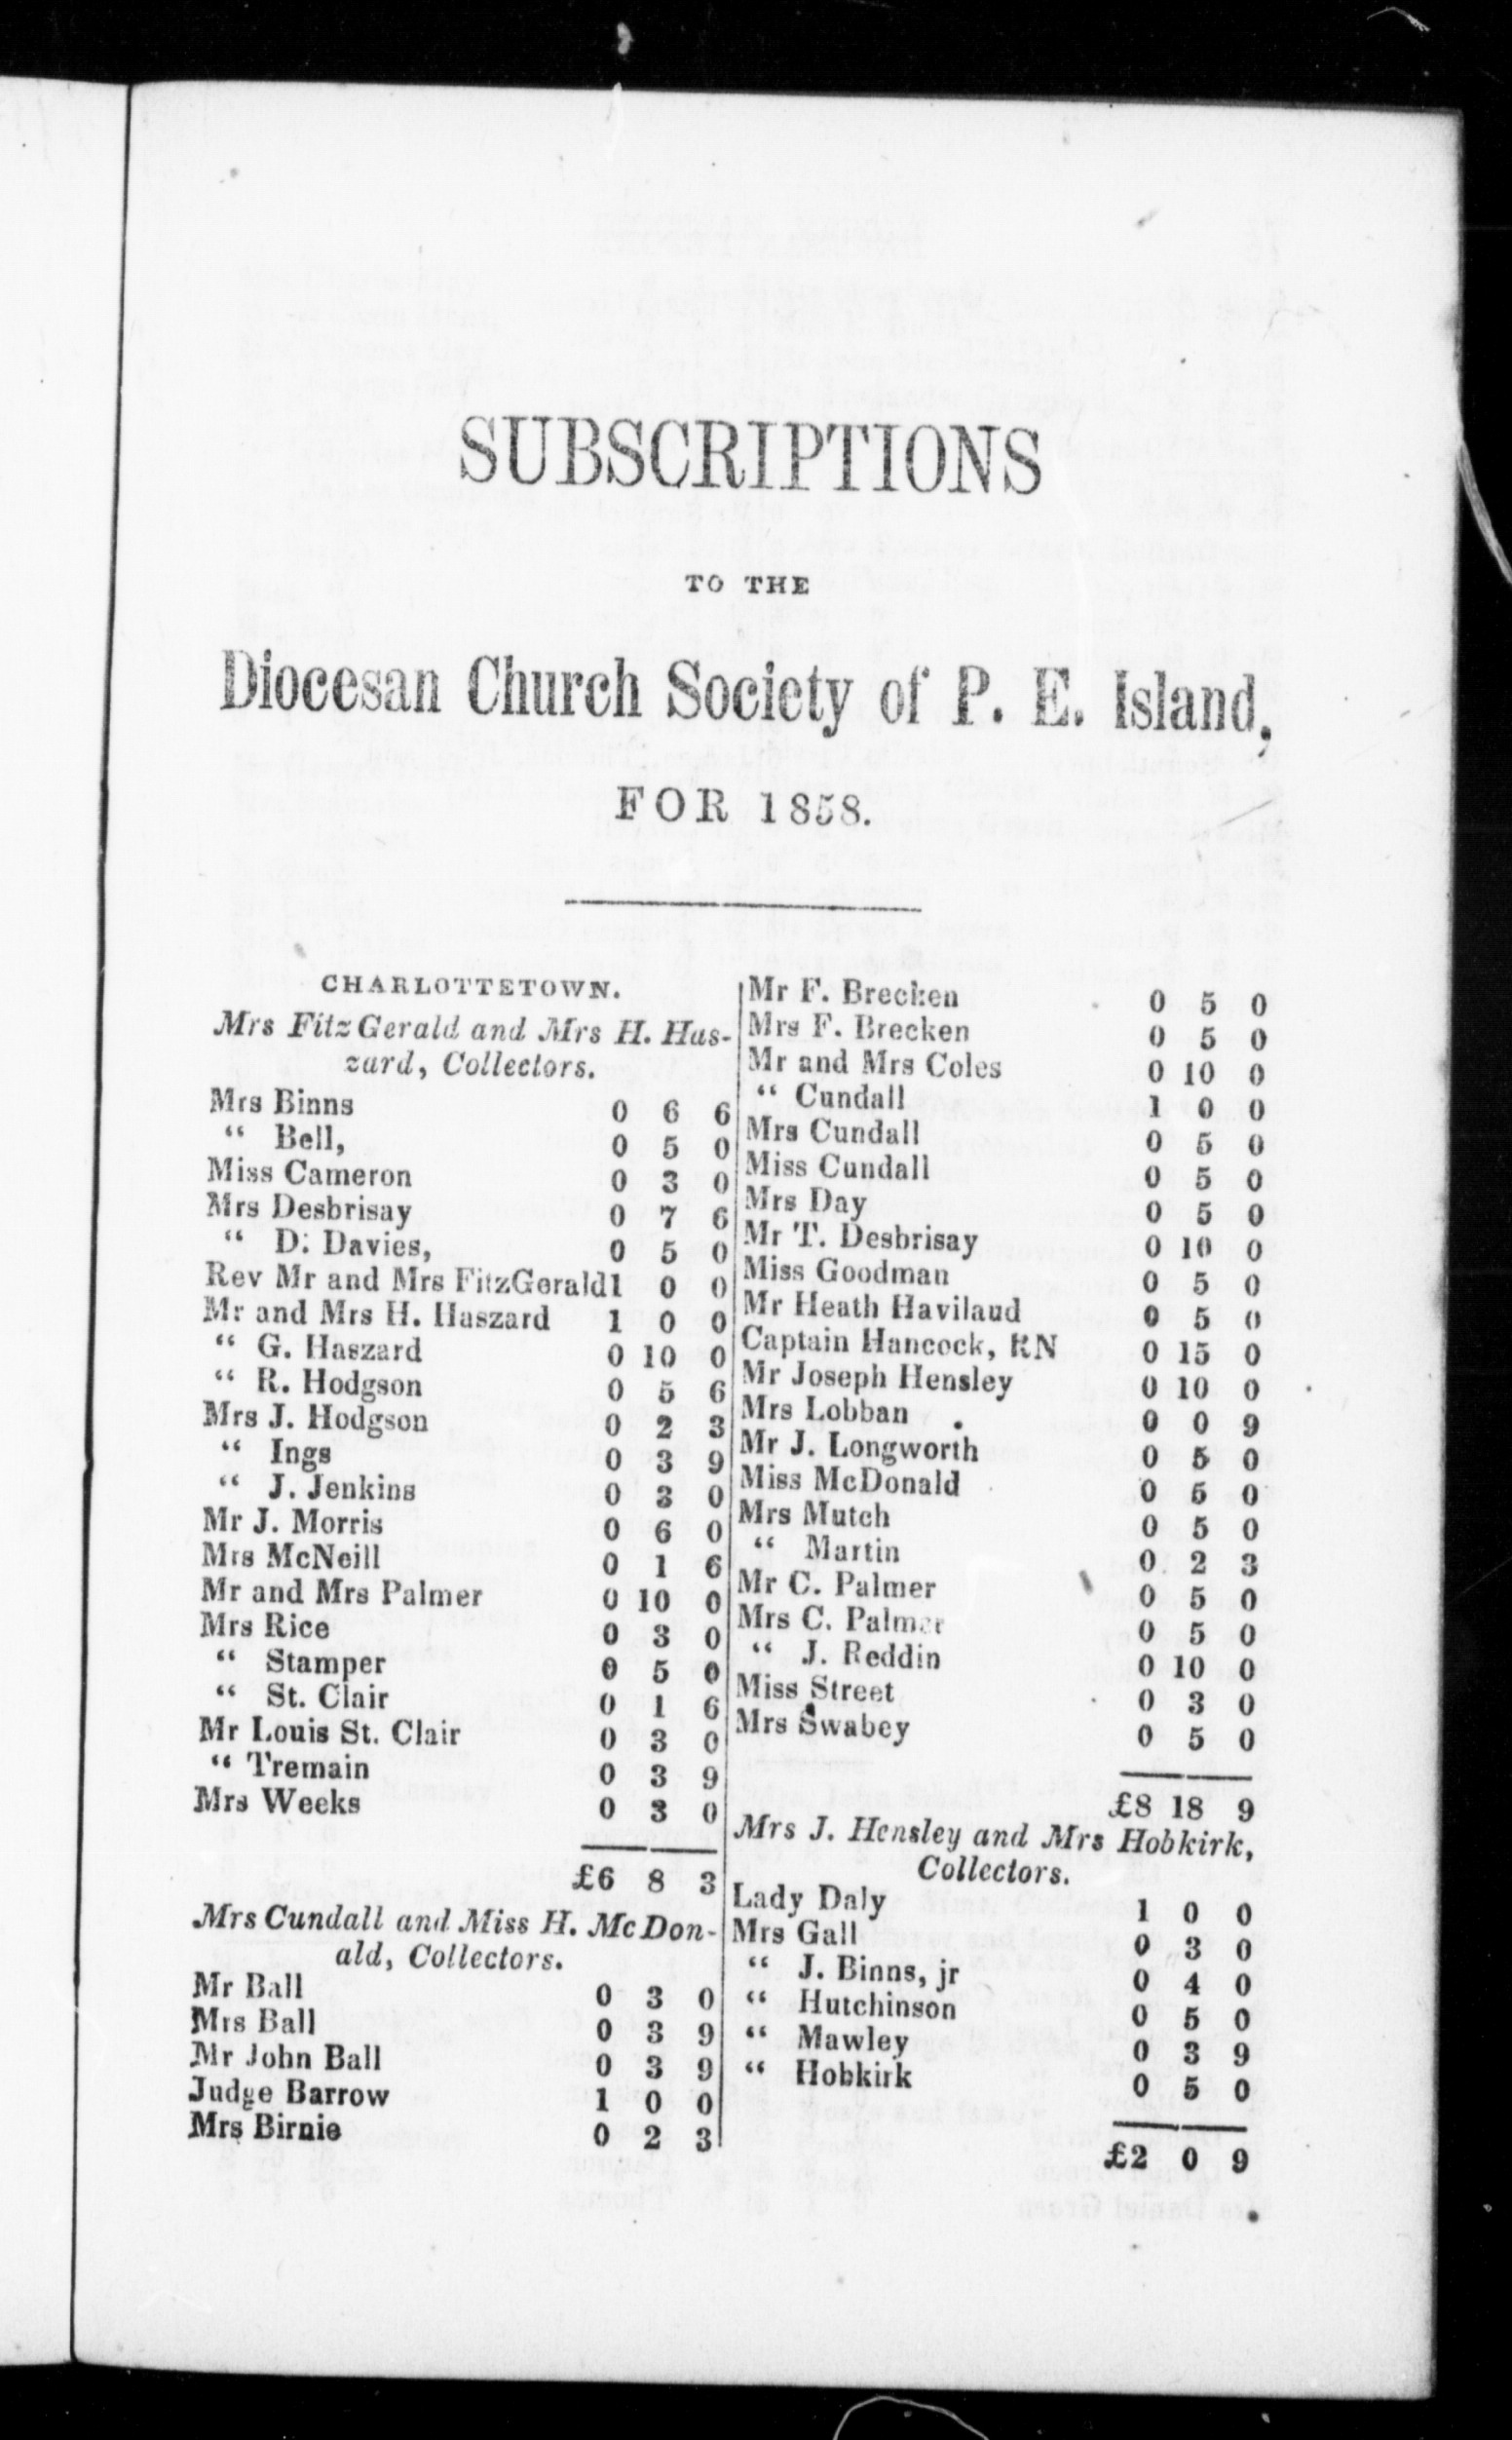 SUBSCRIPTIONS
TO THE
Diocesan Church Society of P. E. Island,
FOR 1858.
CHARLOTTETOWN.
Mrs FitzGerald and Mrs H. Has-
zard, Collectors.
Mrs Binns 0 6 6
“ Bell, 0 5 0
Miss Cameron 0 3 0
Mrs Desbrisay 0 7 6
“ D: Davies, 0 5 0
Rev Mr and Mrs FitzGerald 1 0 0
Mr and Mrs H. Haszard 1 0 0
“ G. Haszard 0 10 0
“ R. Hodgson 0 5 6
Mrs J. Hodgson 0 2 3
“ Ings 0 3 9
“ J. Jenkins 0 3 0
Mr J. Morris 0 6 0
Mrs McNeill 0 1 6
Mr and Mrs Palmer 0 10 0
Mrs Rice 0 3 0
“ Stamper 0 5 0
“ St. Clair 0 1 6
Mr Louis St. Clair 0 3 0
“ Tremain 0 3 9
Mrs Weeks 0 3 0
£6 8 3
Mrs Cundall and Miss H. McDon-
ald, Collectors.
Mr Ball 0 3 0
Mrs Ball 0 3 9
Mr John Ball 0 3 9
Judge Barrow 1 0 0
Mrs Birnie 0 2 3
Mr F. Brecken 0 5 0
Mrs F. Brecken 0 5 0
Mr and Mrs Coles 0 10 0
“ Cundall 1 0 0
Mrs Cundall 0 5 0
Miss Cundall 0 5 0
Mrs Day 0 5 0
Mr T. Desbrisay 0 10 0
Miss Goodman 0 5 0
Mr Heath Havilaud 0 5 0
Captain Hancock, RN 0 15 0
Mr Joseph Hensley 0 10 0
Mrs Lobban 0 0 9
Mr J. Longworth 0 5 0
Miss McDonald 0 5 0
Mrs Mutch 0 5 0
“ Martin 0 2 3
Mr C. Palmer 0 5 0
Mrs C. Palmer 0 5 0
“ J. Reddin 0 10 0
Miss Street 0 3 0
Mrs Swabey 0 5 0
£8 18 9
Mrs J. Hensley and Mrs Hobkirk,
Collectors.
Lady Daly 1 0 0
Mrs Gall 0 3 0
“ J. Binns, jr 0 4 0
“ Hutchinson 0 5 0
“ Mawley 0 3 9
“ Hobkirk 0 5 0
£2 0 9